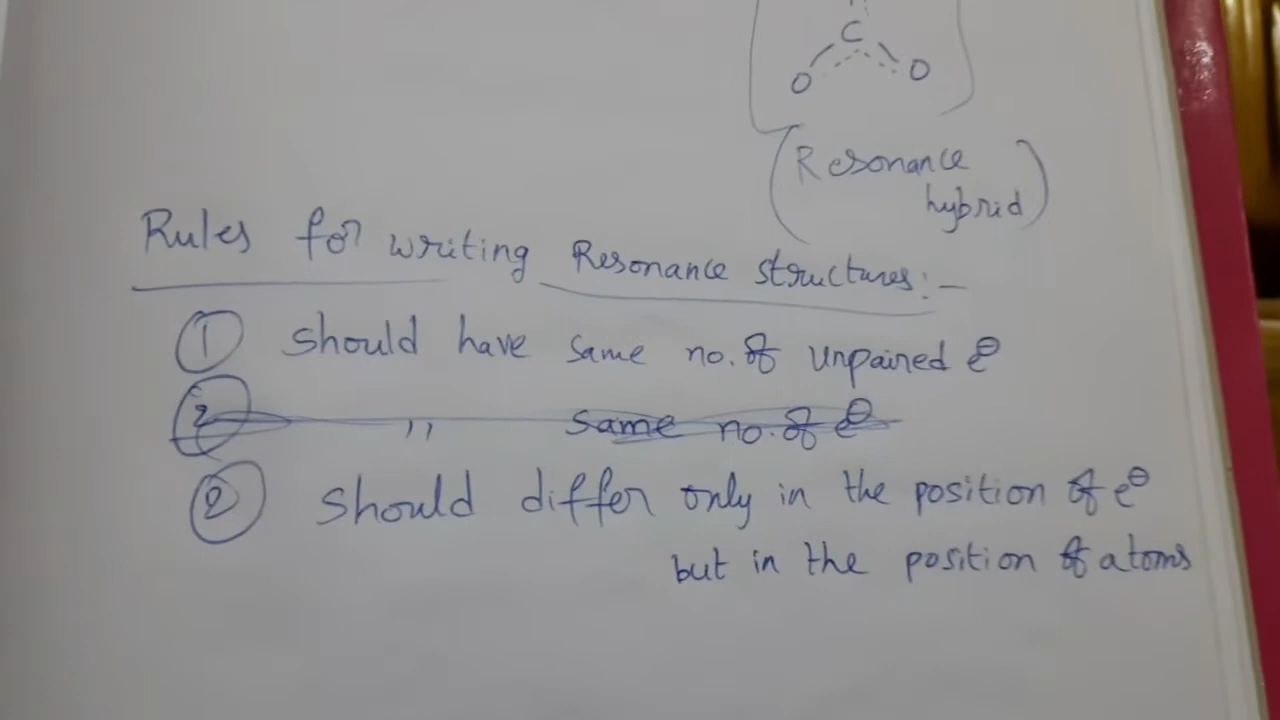 C
O O
(Resonance
hybrid)
Rules for writing Resonance structures:-
① should have same no. of unpaired e⊖
② " same no. of e⊖
② should differ only in the position of e⊖
but in the position of atoms